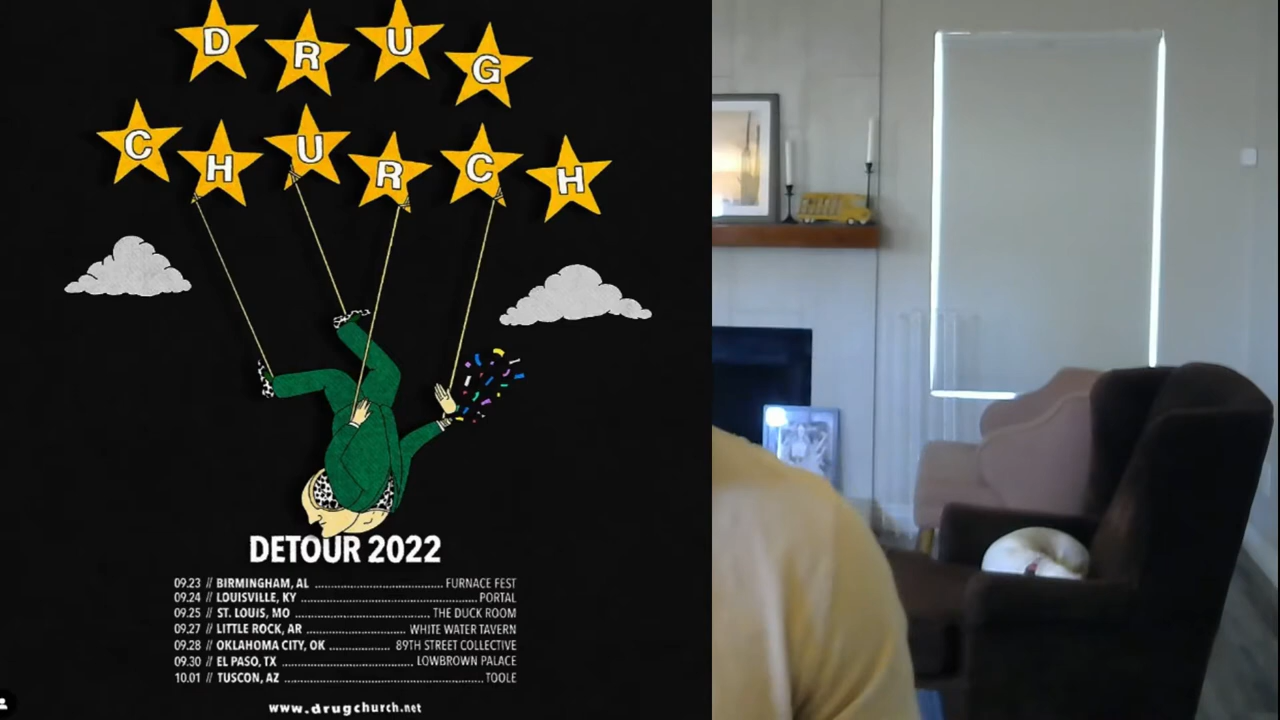 DRUG
CHURCH
DETOUR 2022
09.23 // BIRMINGHAM, AL ........................................... FURNACE FEST
09.24 // LOUISVILLE, KY ........................................................... PORTAL
09.25 // ST. LOUIS, MO ............................................. THE DUCK ROOM
09.27 // LITTLE ROCK, AR ................................... WHITE WATER TAVERN
09.28 // OKLAHOMA CITY, OK .................... 89TH STREET COLLECTIVE
09.30 // EL PASO, TX ............................................ LOWBROWN PALACE
10.01 // TUSCON, AZ ................................................................ TOOLE
www.drugchurch.net